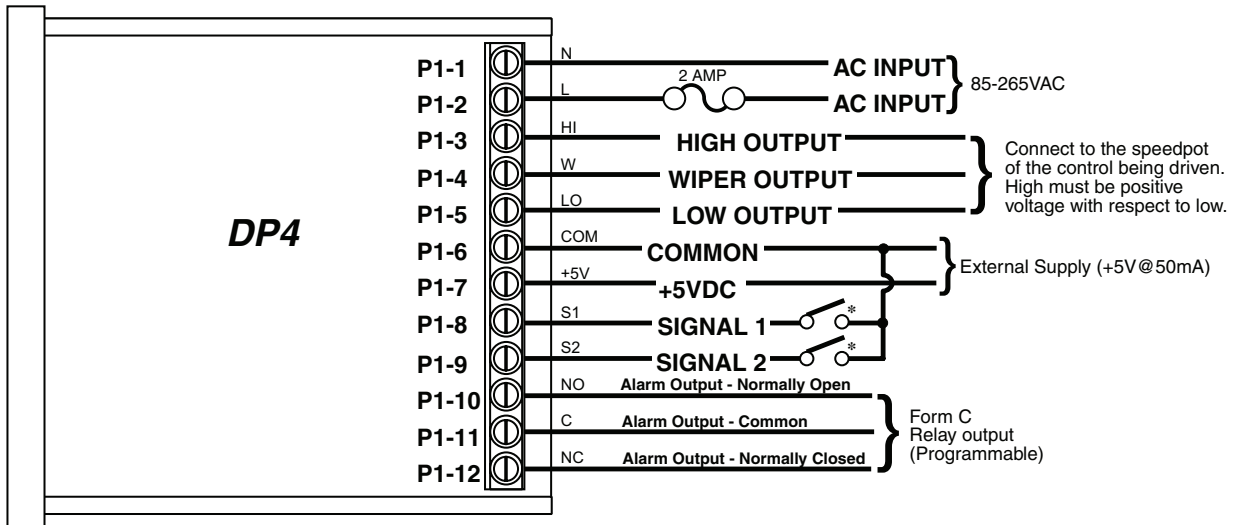 DP4
P1-1 N AC INPUT
P1-2 L 2 AMP AC INPUT
85-265VAC
P1-3 HI HIGH OUTPUT
P1-4 W WIPER OUTPUT
P1-5 LO LOW OUTPUT
Connect to the speedpot
of the control being driven.
High must be positive
voltage with respect to low.
P1-6 COM COMMON
P1-7 +5V +5VDC
External Supply (+5V@50mA)
P1-8 S1 SIGNAL 1 *
P1-9 S2 SIGNAL 2 *
P1-10 NO Alarm Output - Normally Open
P1-11 C Alarm Output - Common
P1-12 NC Alarm Output - Normally Closed
Form C
Relay output
(Programmable)